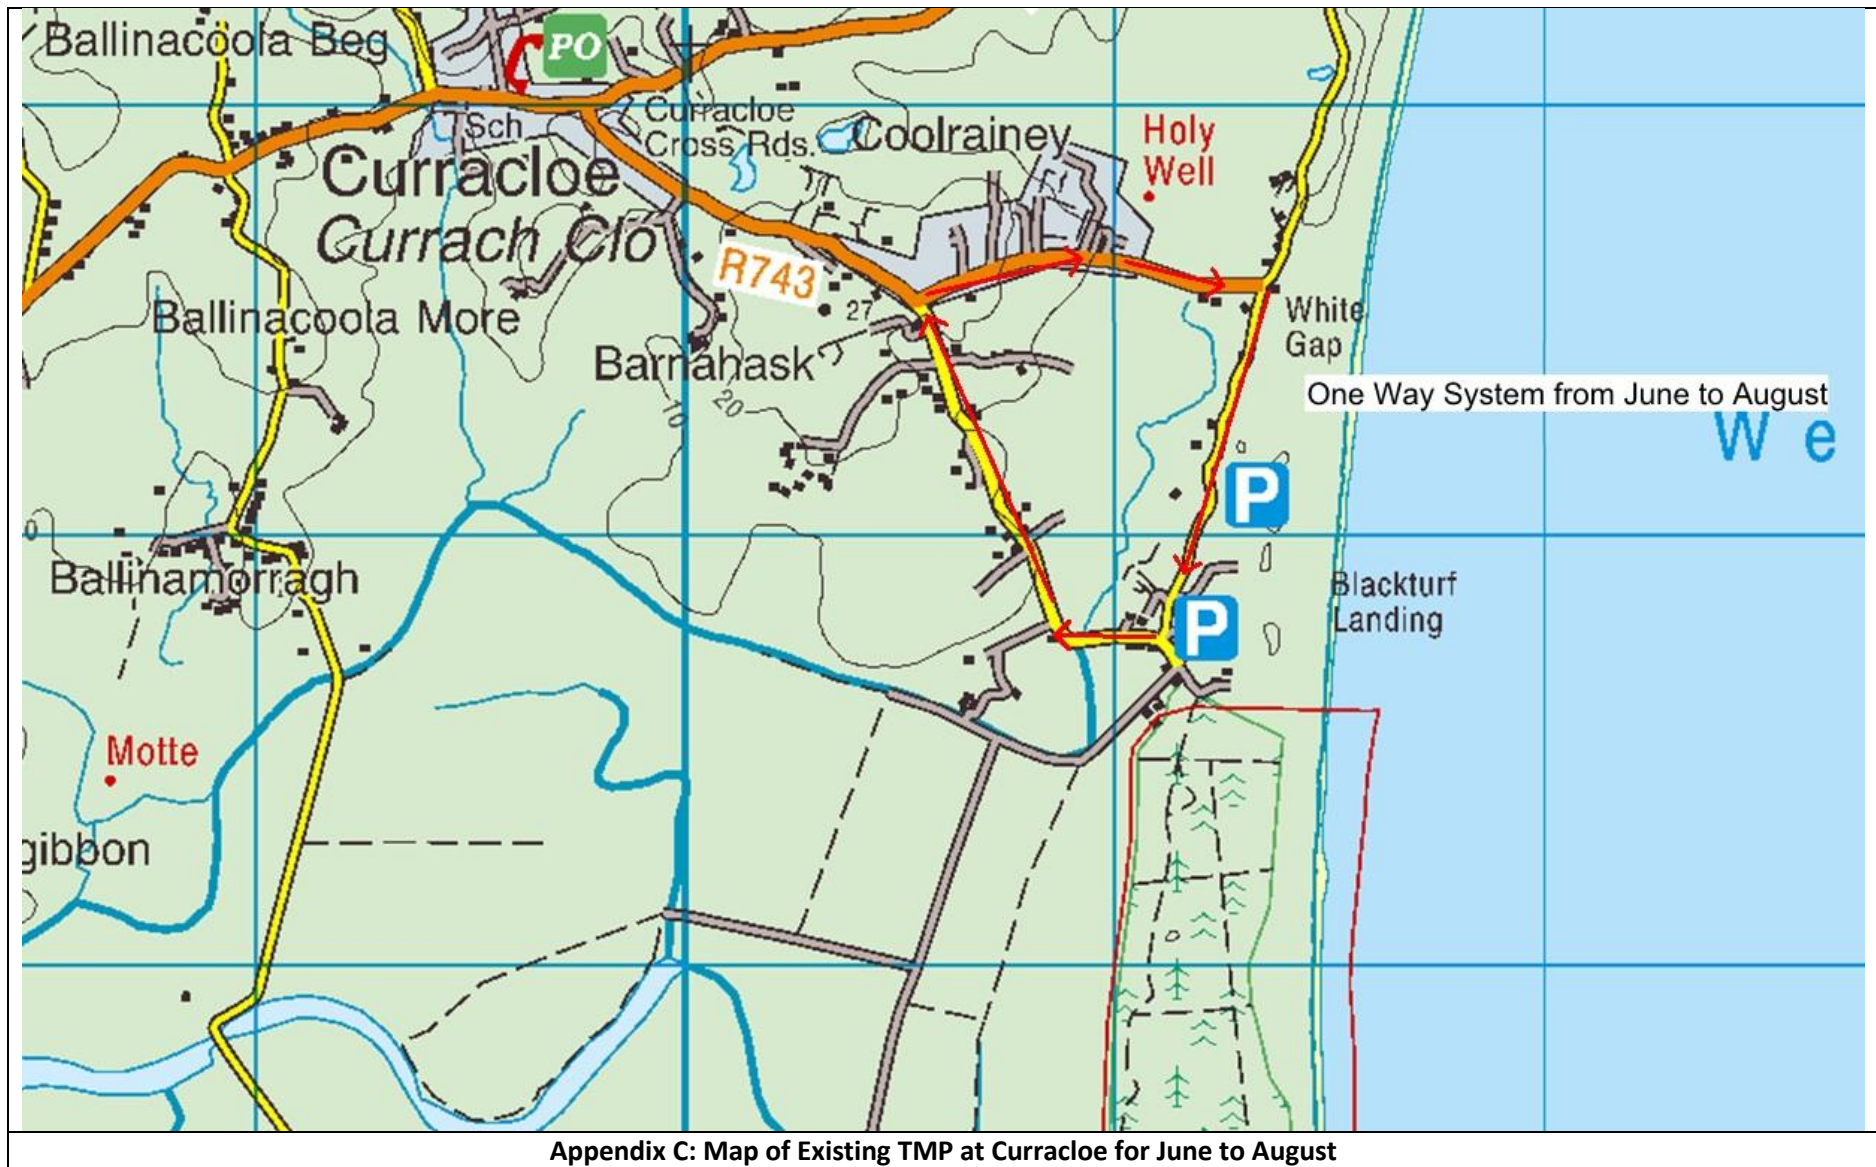 Ballinacoola Beg
PO
Curracloe
Cross Rds.
Sch
Coolrainey
Holy
Well
Curracloe
Currach Cló
R743
27
White
Gap
Ballinacoola More
Barnahask
10
20
One Way System from June to August
W e
P
0
Ballinamorragh
Blackturf
Landing
P
Motte
gibbon
Appendix C: Map of Existing TMP at Curracloe for June to August